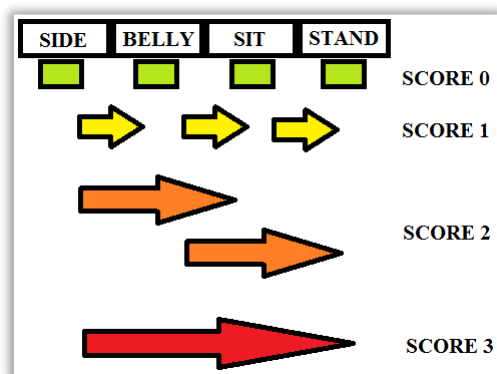 SIDE BELLY SIT STAND
SCORE 0
SCORE 1
SCORE 2
SCORE 3